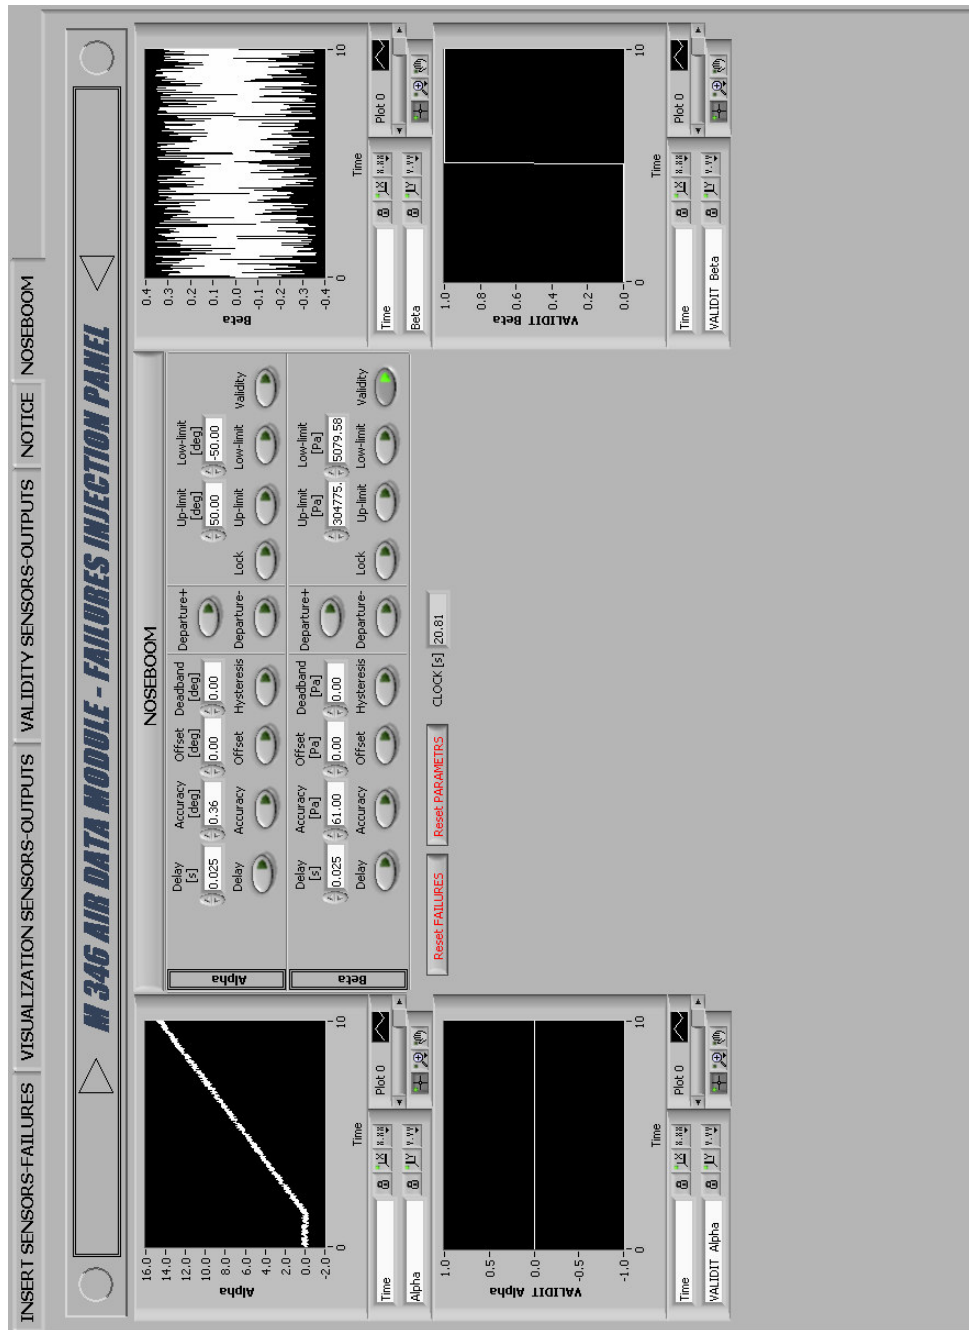 INSERT SENSORS-FAILURES
VISUALIZATION SENSORS-OUTPUTS
VALIDITY SENSORS-OUTPUTS
NOTICE
NOSEBOOM
M 346 AIR DATA MODULE - FAILURES INJECTION PANEL
Alpha
16.0
14.0
12.0
10.0
8.0
6.0
4.0
2.0
0.0
-2.0
0
10
Time
Time
X.XX
Plot 0
Alpha
Y.YY
VALIDIT Alpha
1.0
0.5
0.0
-0.5
-1.0
0
10
Time
Time
X.XX
Plot 0
VALIDIT Alpha
Y.YY
NOSEBOOM
Alpha
Delay [s]
Accuracy [deg]
Offset [deg]
Deadband [deg]
Departure+
Up-limit [deg]
Low-limit [deg]
0.025
0.36
0.00
0.00
50.00
-50.00
Delay
Accuracy
Offset
Hysteresis
Departure-
Lock
Up-limit
Low-limit
Validity
Beta
Delay [s]
Accuracy [Pa]
Offset [Pa]
Deadband [Pa]
Departure+
Up-limit [Pa]
Low-limit [Pa]
0.025
61.00
0.00
0.00
304775.
5079.58
Delay
Accuracy
Offset
Hysteresis
Departure-
Lock
Up-limit
Low-limit
Validity
Reset FAILURES
Reset PARAMETRS
CLOCK [s] 20.81
Beta
0.4
0.3
0.2
0.1
0.0
-0.1
-0.2
-0.3
-0.4
0
10
Time
Time
X.XX
Plot 0
Beta
Y.YY
VALIDIT Beta
1.0
0.8
0.6
0.4
0.2
0.0
0
10
Time
Time
X.XX
Plot 0
VALIDIT Beta
Y.YY